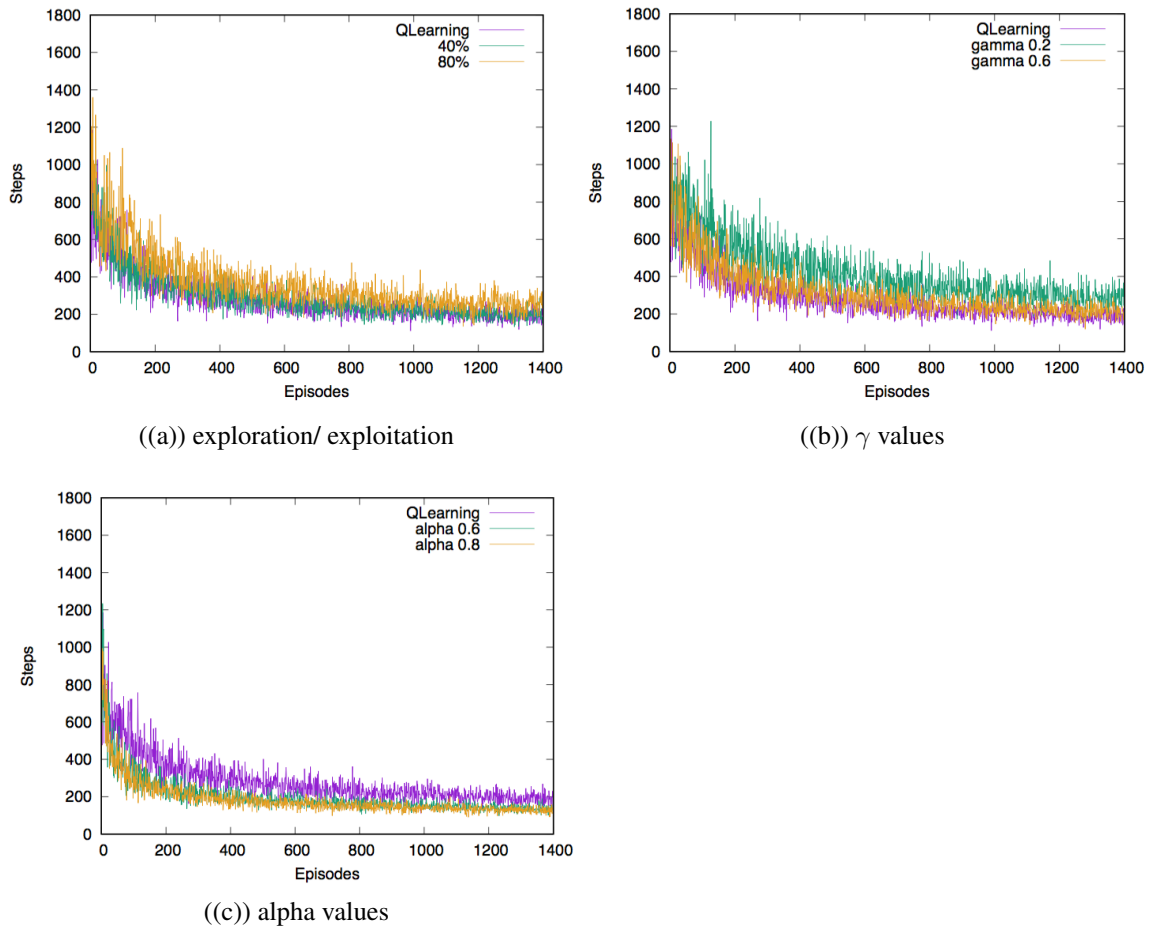 1800
1600
1400
1200
1000
800
600
400
200
0
Steps
QLearning
40%
80%
0 200 400 600 800 1000 1200 1400
Episodes
((a)) exploration/ exploitation
1800
1600
1400
1200
1000
800
600
400
200
0
Steps
QLearning
gamma 0.2
gamma 0.6
0 200 400 600 800 1000 1200 1400
Episodes
((b)) γ values
1800
1600
1400
1200
1000
800
600
400
200
0
Steps
QLearning
alpha 0.6
alpha 0.8
0 200 400 600 800 1000 1200 1400
Episodes
((c)) alpha values